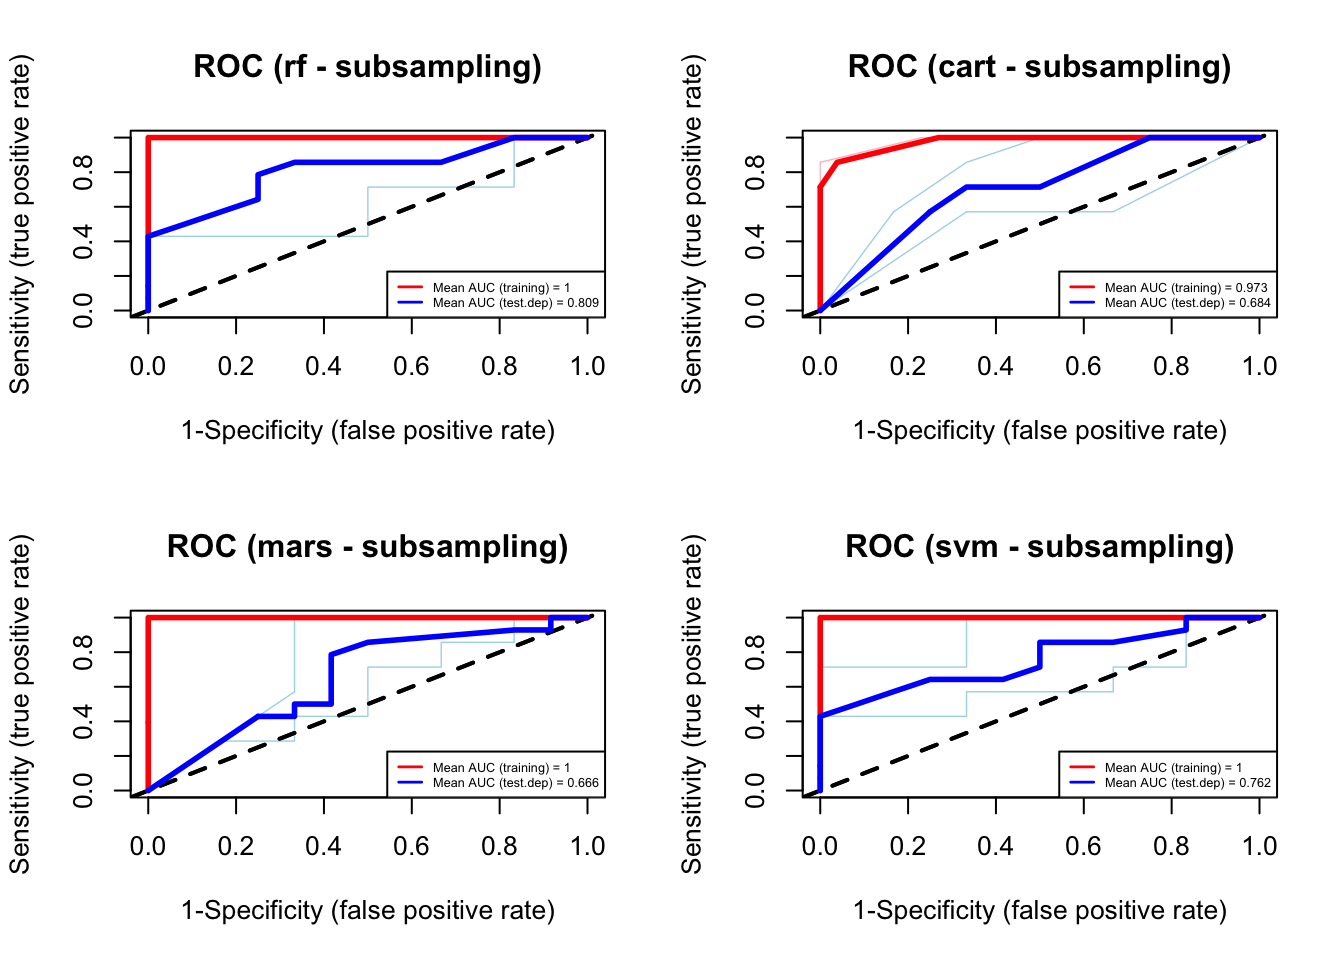 ROC (rf - subsampling)
Sensitivity (true positive rate)
0.8
0.4
0.0
Mean AUC (training) = 1
Mean AUC (test.dep) = 0.809
0.0 0.2 0.4 0.6 0.8 1.0
1-Specificity (false positive rate)
ROC (cart - subsampling)
Sensitivity (true positive rate)
0.8
0.4
0.0
Mean AUC (training) = 0.973
Mean AUC (test.dep) = 0.684
0.0 0.2 0.4 0.6 0.8 1.0
1-Specificity (false positive rate)
ROC (mars - subsampling)
Sensitivity (true positive rate)
0.8
0.4
0.0
Mean AUC (training) = 1
Mean AUC (test.dep) = 0.666
0.0 0.2 0.4 0.6 0.8 1.0
1-Specificity (false positive rate)
ROC (svm - subsampling)
Sensitivity (true positive rate)
0.8
0.4
0.0
Mean AUC (training) = 1
Mean AUC (test.dep) = 0.762
0.0 0.2 0.4 0.6 0.8 1.0
1-Specificity (false positive rate)